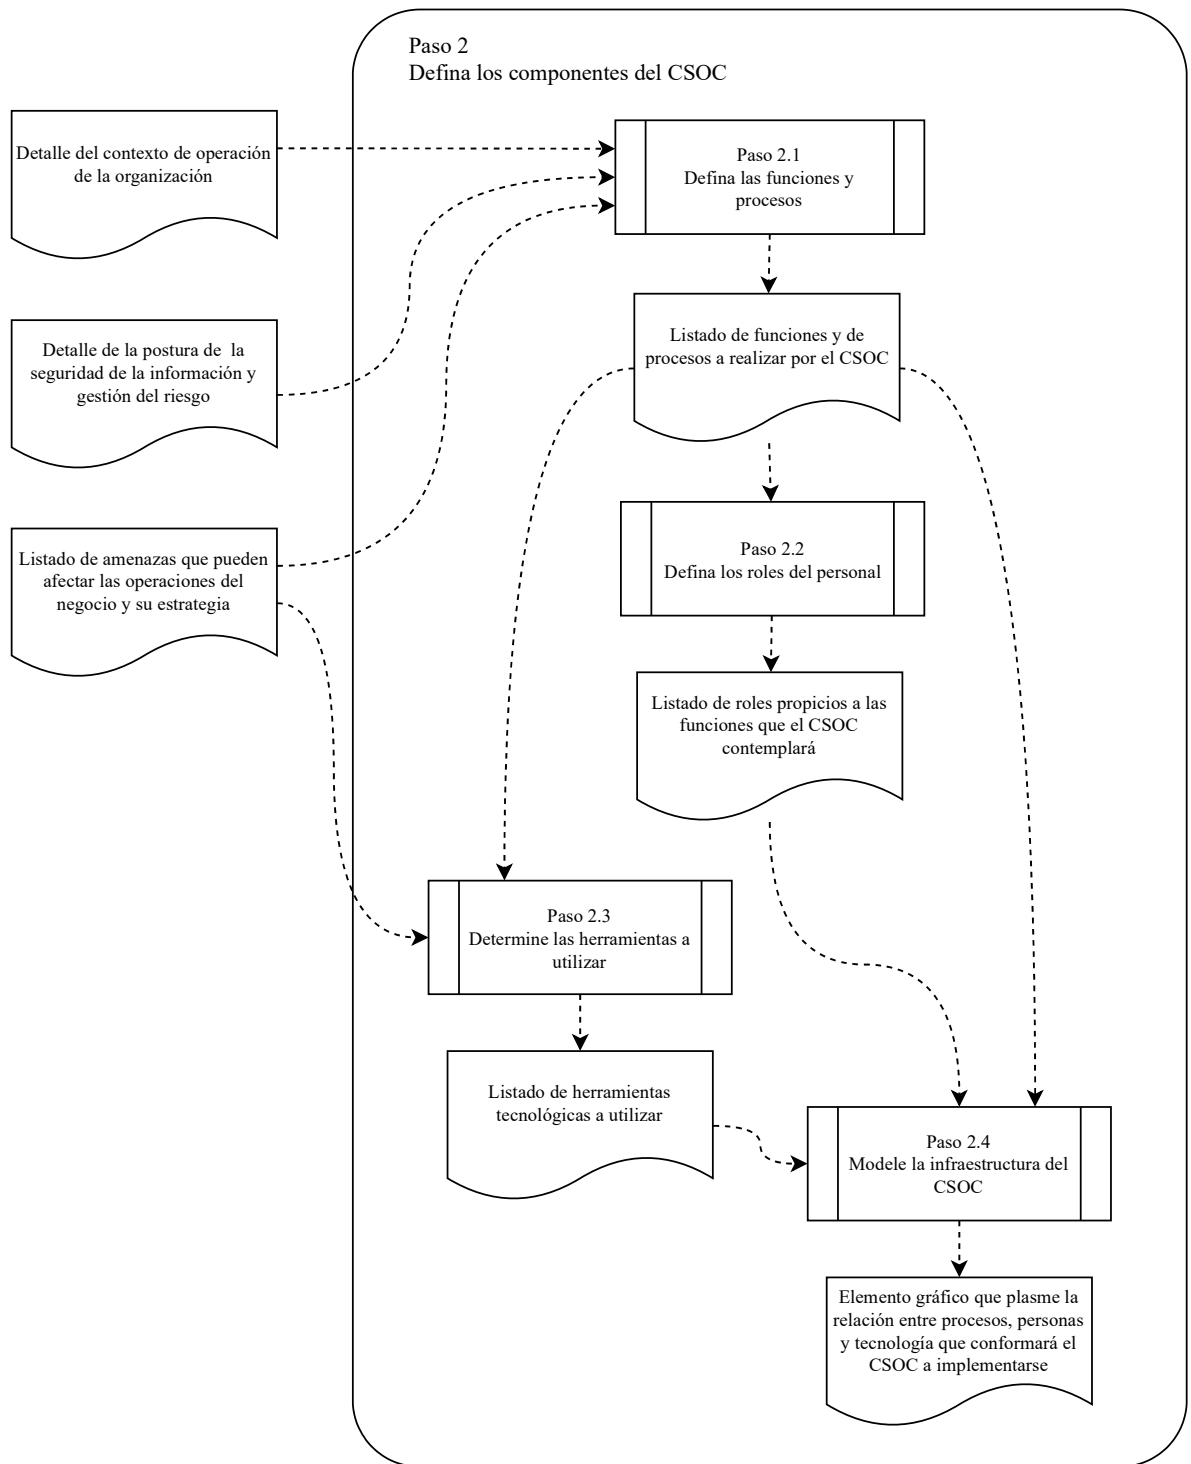 Paso 2
Defina los componentes del CSOC
Detalle del contexto de operación
de la organización
Paso 2.1
Defina las funciones y
procesos
Detalle de la postura de  la
seguridad de la información y
gestión del riesgo
Listado de funciones y de
procesos a realizar por el CSOC
Listado de amenazas que pueden
afectar las operaciones del
negocio y su estrategia
Paso 2.2
Defina los roles del personal
Listado de roles propicios a las
funciones que el CSOC
contemplará
Paso 2.3
Determine las herramientas a
utilizar
Listado de herramientas
tecnológicas a utilizar
Paso 2.4
Modele la infraestructura del
CSOC
Elemento gráfico que plasme la
relación entre procesos, personas
y tecnología que conformará el
CSOC a implementarse